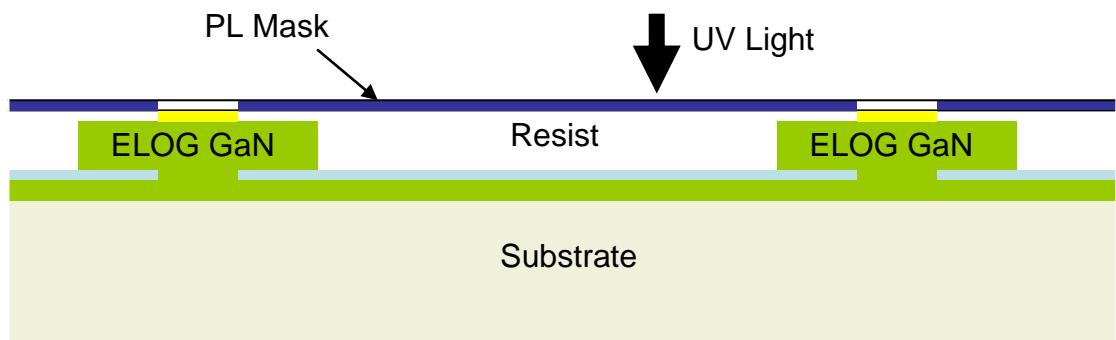 PL Mask
UV Light
ELOG GaN
Resist
ELOG GaN
Substrate